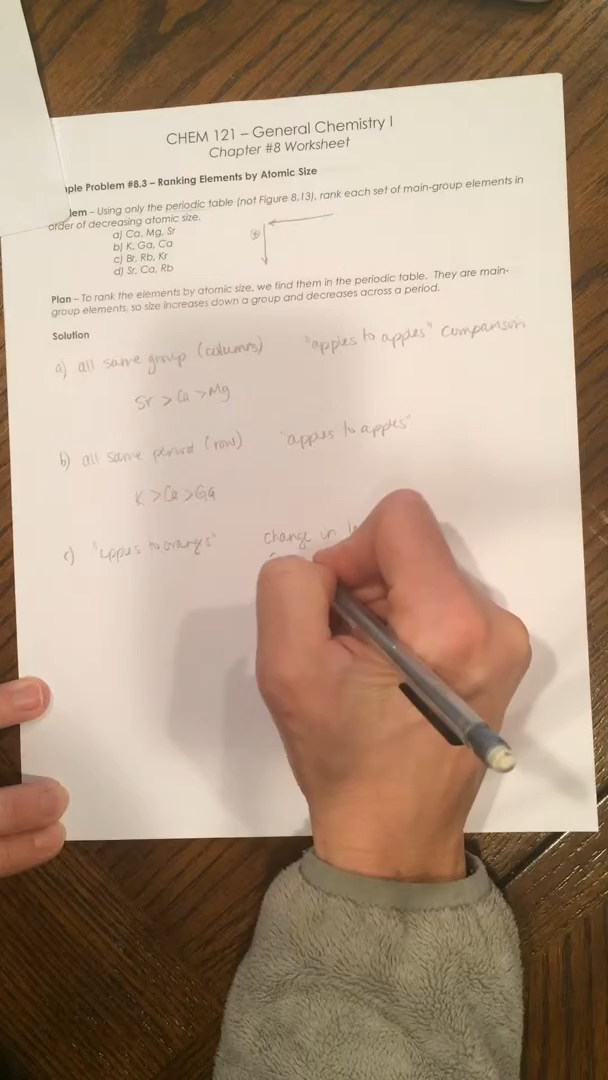 CHEM 121 – General Chemistry I
Chapter #8 Worksheet
ple Problem #8.3 – Ranking Elements by Atomic Size
lem – Using only the periodic table (not Figure 8.13), rank each set of main-group elements in
order of decreasing atomic size.
a) Ca, Mg, Sr
b) K, Ga, Ca
c) Br, Rb, Kr
d) Sr, Ca, Rb
Plan – To rank the elements by atomic size, we find them in the periodic table. They are main-
group elements, so size increases down a group and decreases across a period.
Solution
a) all same group (columns) "apples to apples" comparison
Sr > Ca > Mg
b) all same period (row) "apples to apples"
K > Ca > Ga
c) "apples to oranges" change in